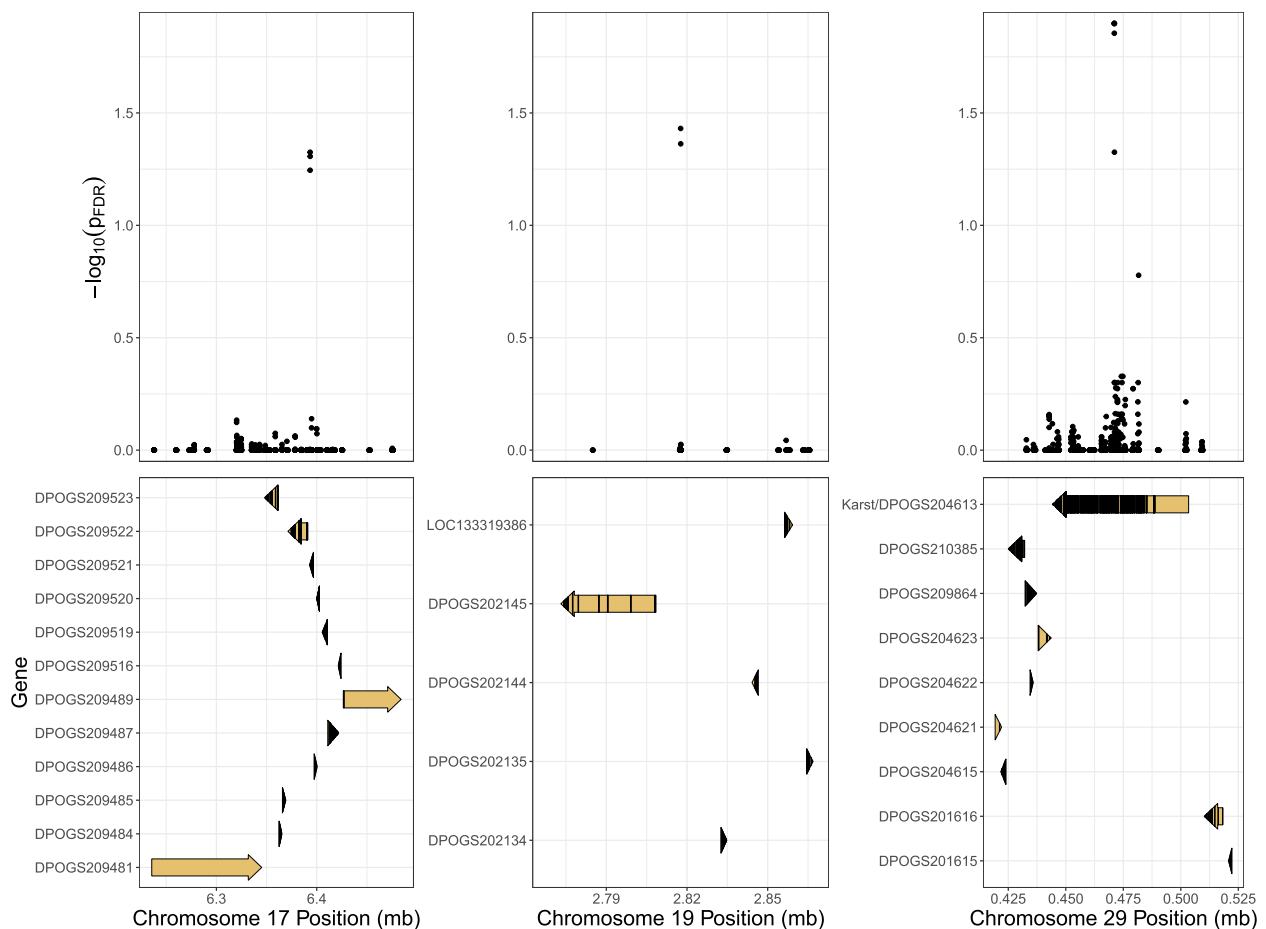 −log10(pFDR)
1.5
1.0
0.5
0.0
1.5
1.0
0.5
0.0
1.5
1.0
0.5
0.0
Gene
DPOGS209523
DPOGS209522
DPOGS209521
DPOGS209520
DPOGS209519
DPOGS209516
DPOGS209489
DPOGS209487
DPOGS209486
DPOGS209485
DPOGS209484
DPOGS209481
6.3 6.4
Chromosome 17 Position (mb)
LOC133319386
DPOGS202145
DPOGS202144
DPOGS202135
DPOGS202134
2.79 2.82 2.85
Chromosome 19 Position (mb)
Karst/DPOGS204613
DPOGS210385
DPOGS209864
DPOGS204623
DPOGS204622
DPOGS204621
DPOGS204615
DPOGS201616
DPOGS201615
0.425 0.450 0.475 0.500 0.525
Chromosome 29 Position (mb)